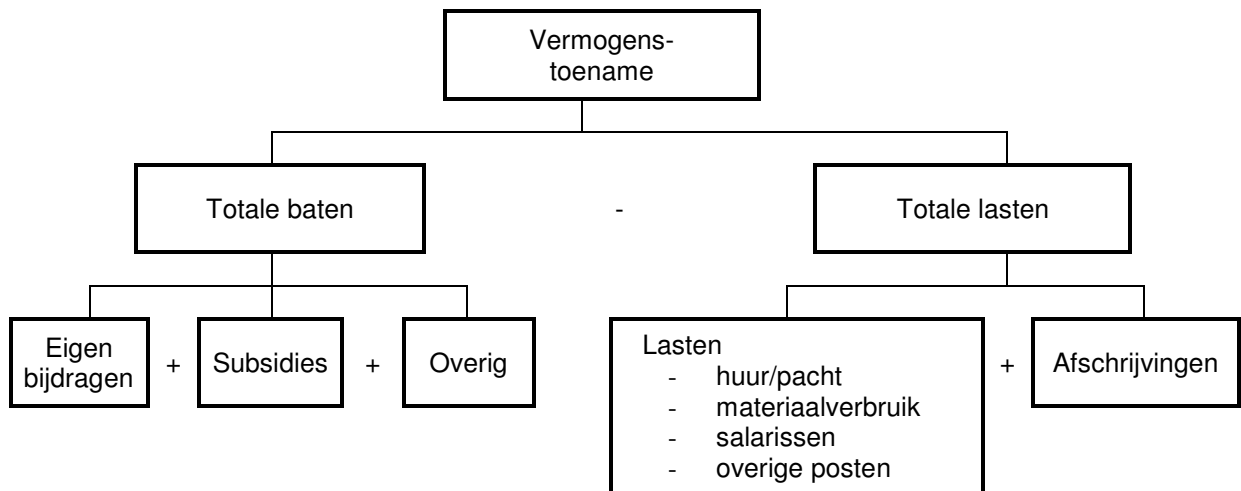 Vermogens-
toename
Totale baten
-
Totale lasten
Eigen
bijdragen
+
Subsidies
+
Overig
Lasten
- huur/pacht
- materiaalverbruik
- salarissen
- overige posten
+
Afschrijvingen